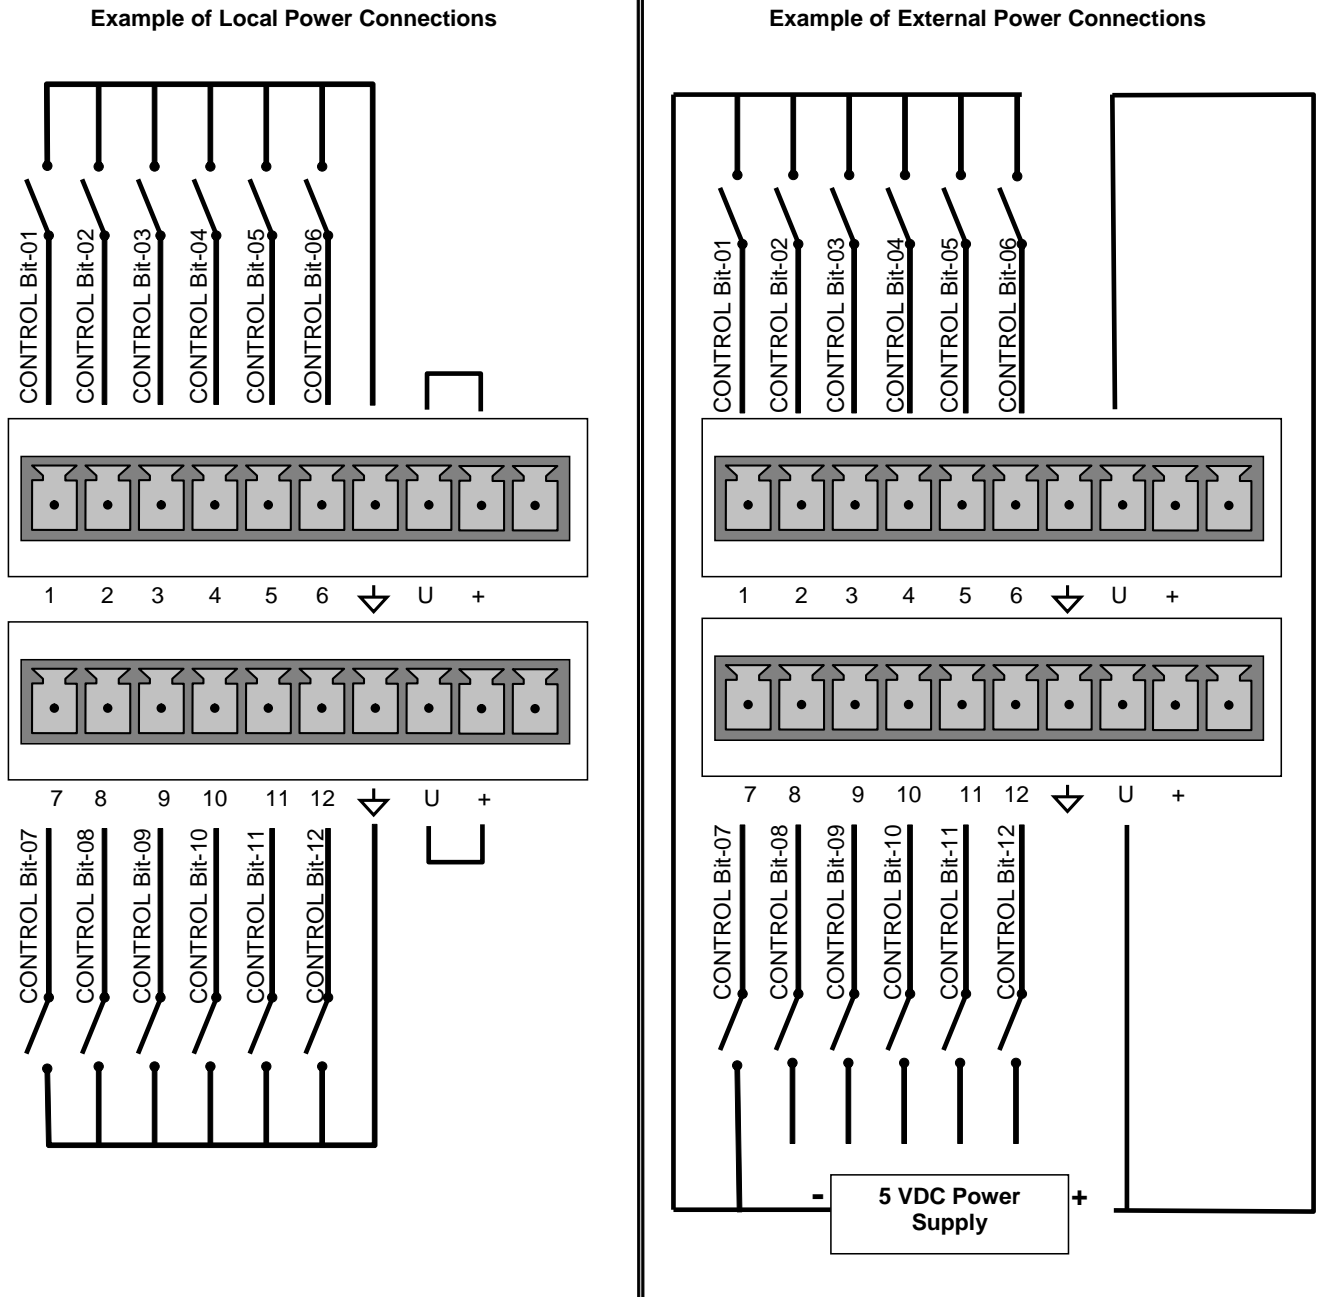 Example of Local Power Connections
CONTROL Bit-01
CONTROL Bit-02
CONTROL Bit-03
CONTROL Bit-04
CONTROL Bit-05
CONTROL Bit-06
1 2 3 4 5 6 U +
7 8 9 10 11 12 U +
CONTROL Bit-07
CONTROL Bit-08
CONTROL Bit-09
CONTROL Bit-10
CONTROL Bit-11
CONTROL Bit-12
Example of External Power Connections
CONTROL Bit-01
CONTROL Bit-02
CONTROL Bit-03
CONTROL Bit-04
CONTROL Bit-05
CONTROL Bit-06
1 2 3 4 5 6 U +
7 8 9 10 11 12 U +
CONTROL Bit-07
CONTROL Bit-08
CONTROL Bit-09
CONTROL Bit-10
CONTROL Bit-11
CONTROL Bit-12
- 5 VDC Power +
Supply